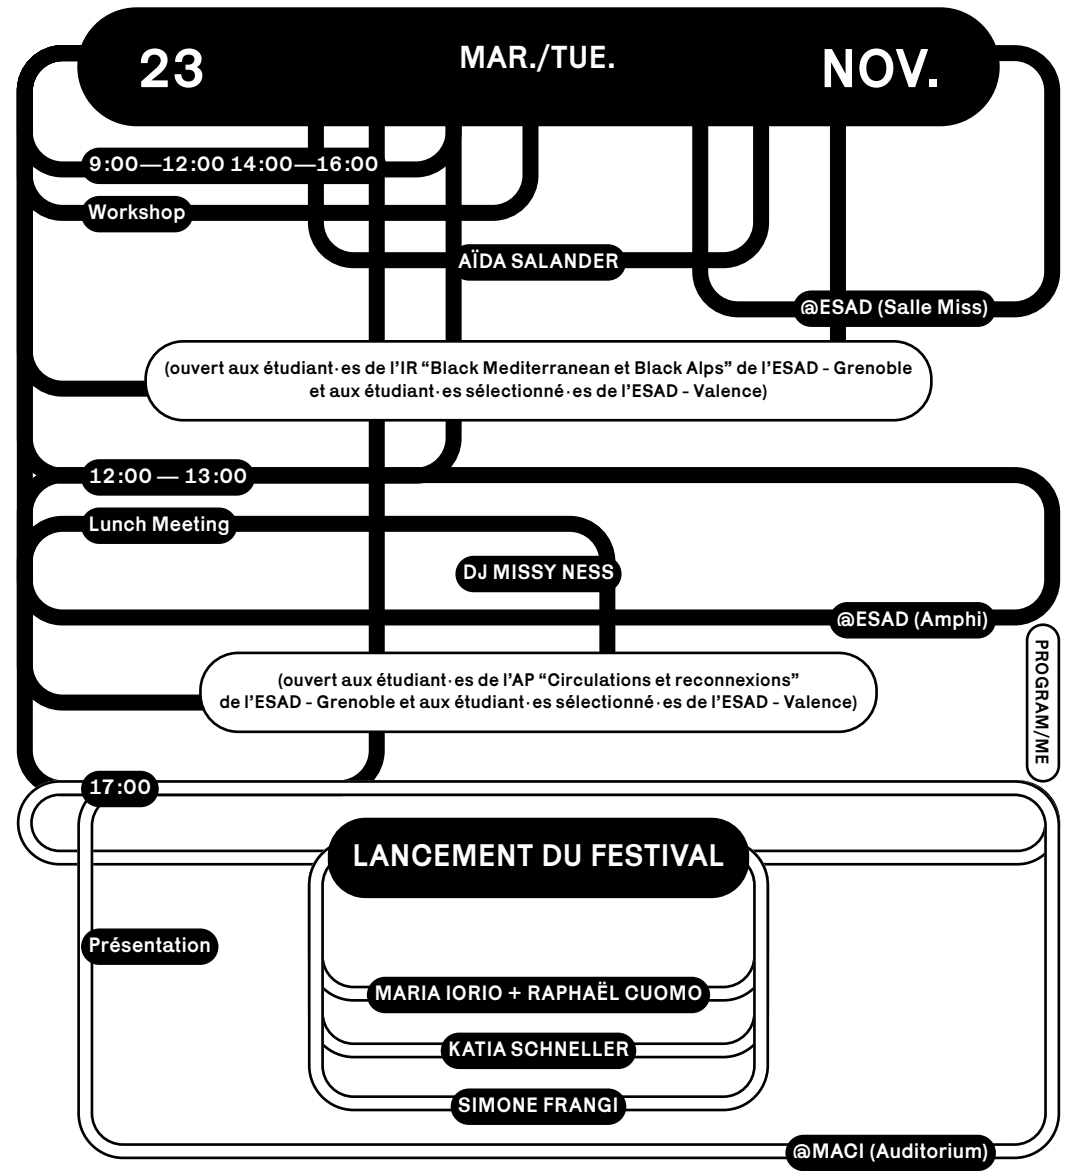 23 MAR./TUE. NOV.
9:00—12:00 14:00—16:00
Workshop
AÏDA SALANDER
@ESAD (Salle Miss)
(ouvert aux étudiant·es de l’IR “Black Mediterranean et Black Alps” de l’ESAD - Grenoble
et aux étudiant·es sélectionné·es de l’ESAD - Valence)
12:00 — 13:00
Lunch Meeting
DJ MISSY NESS
@ESAD (Amphi)
(ouvert aux étudiant·es de l’AP “Circulations et reconnexions”
de l’ESAD - Grenoble et aux étudiant·es sélectionné·es de l’ESAD - Valence)
PROGRAM/ME
17:00
LANCEMENT DU FESTIVAL
Présentation
MARIA IORIO + RAPHAËL CUOMO
KATIA SCHNELLER
SIMONE FRANGI
@MACI (Auditorium)